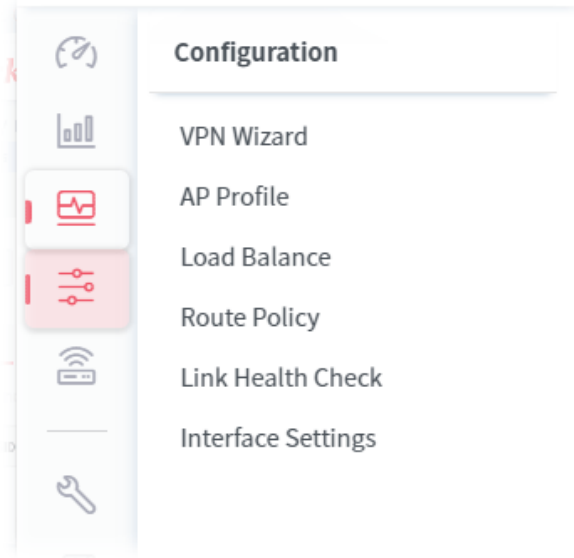 Configuration
VPN Wizard
AP Profile
Load Balance
Route Policy
Link Health Check
Interface Settings